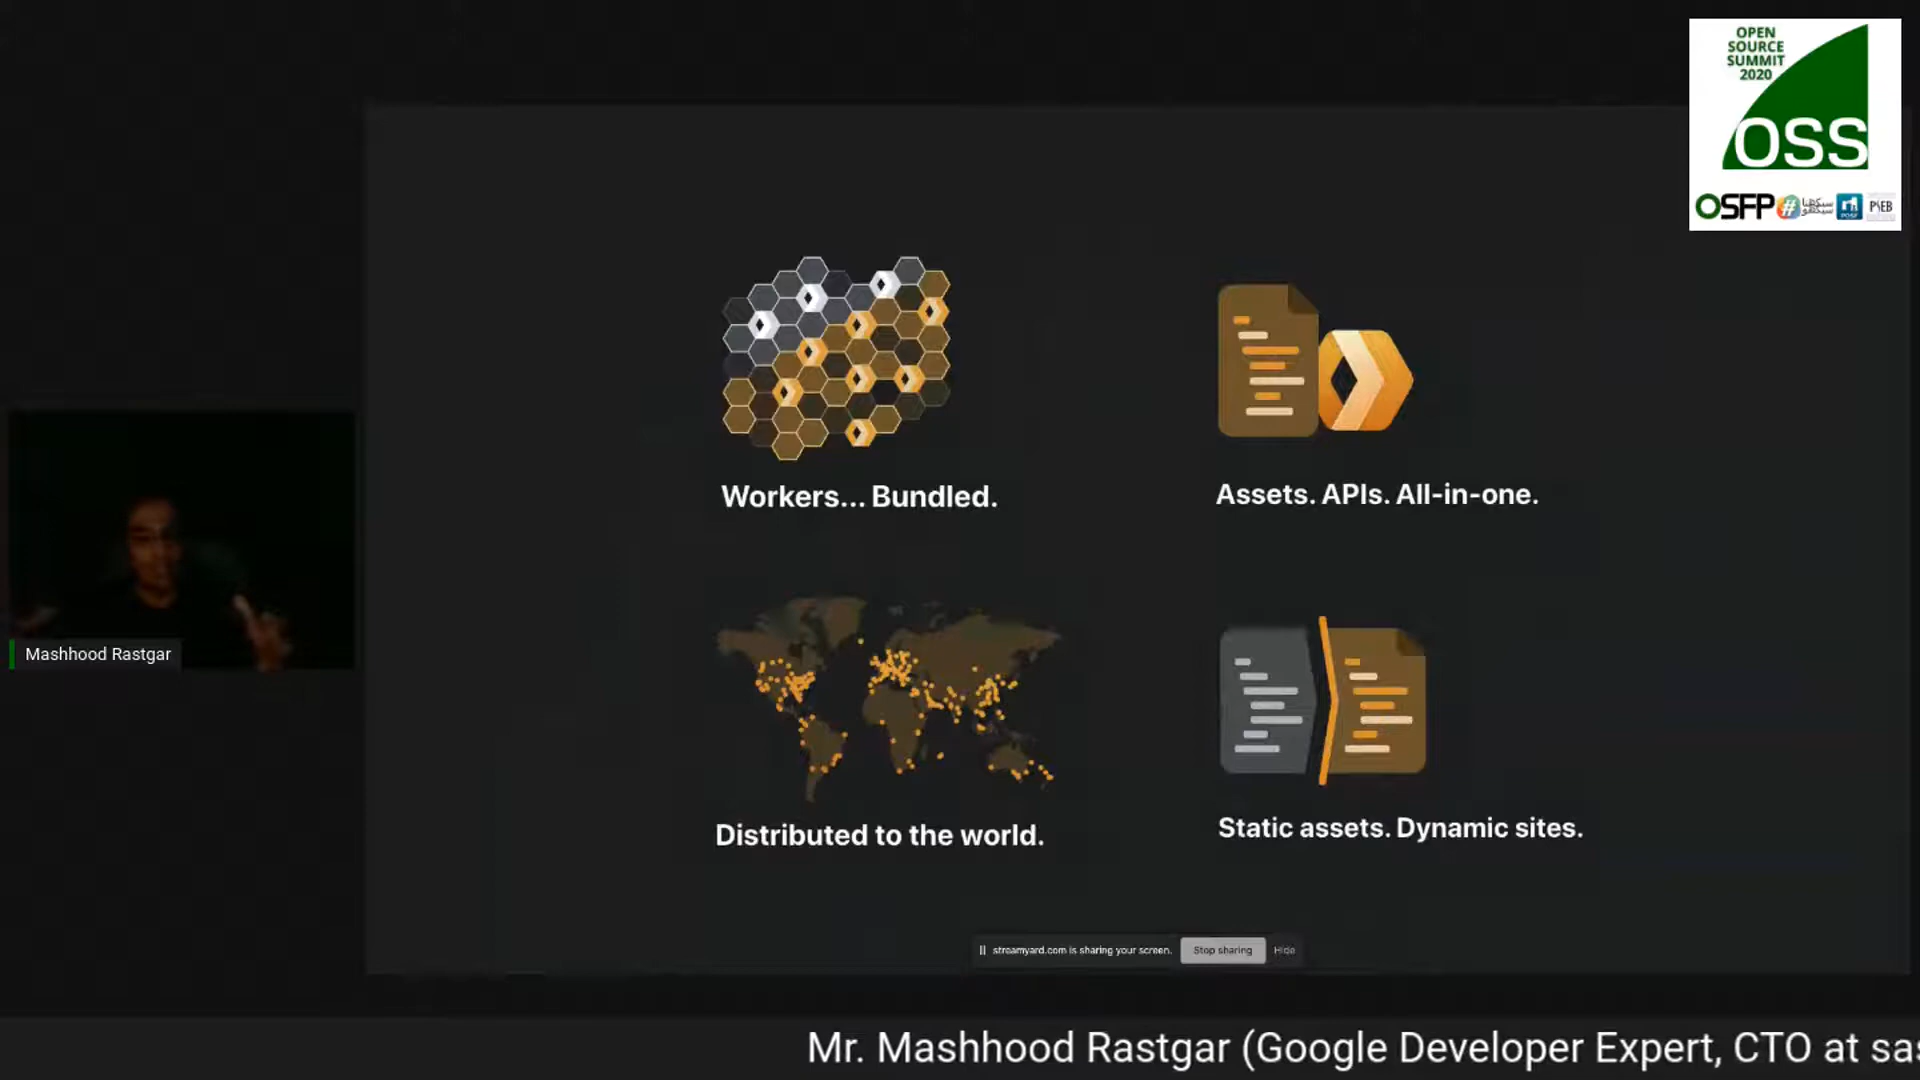 OPEN
SOURCE
SUMMIT
2020
OSS
OSFP
P\EB
Workers... Bundled.
Assets. APIs. All-in-one.
Mashhood Rastgar
Distributed to the world.
Static assets. Dynamic sites.
streamyard.com is sharing your screen. Stop sharing Hide
Mr. Mashhood Rastgar (Google Developer Expert, CTO at sas